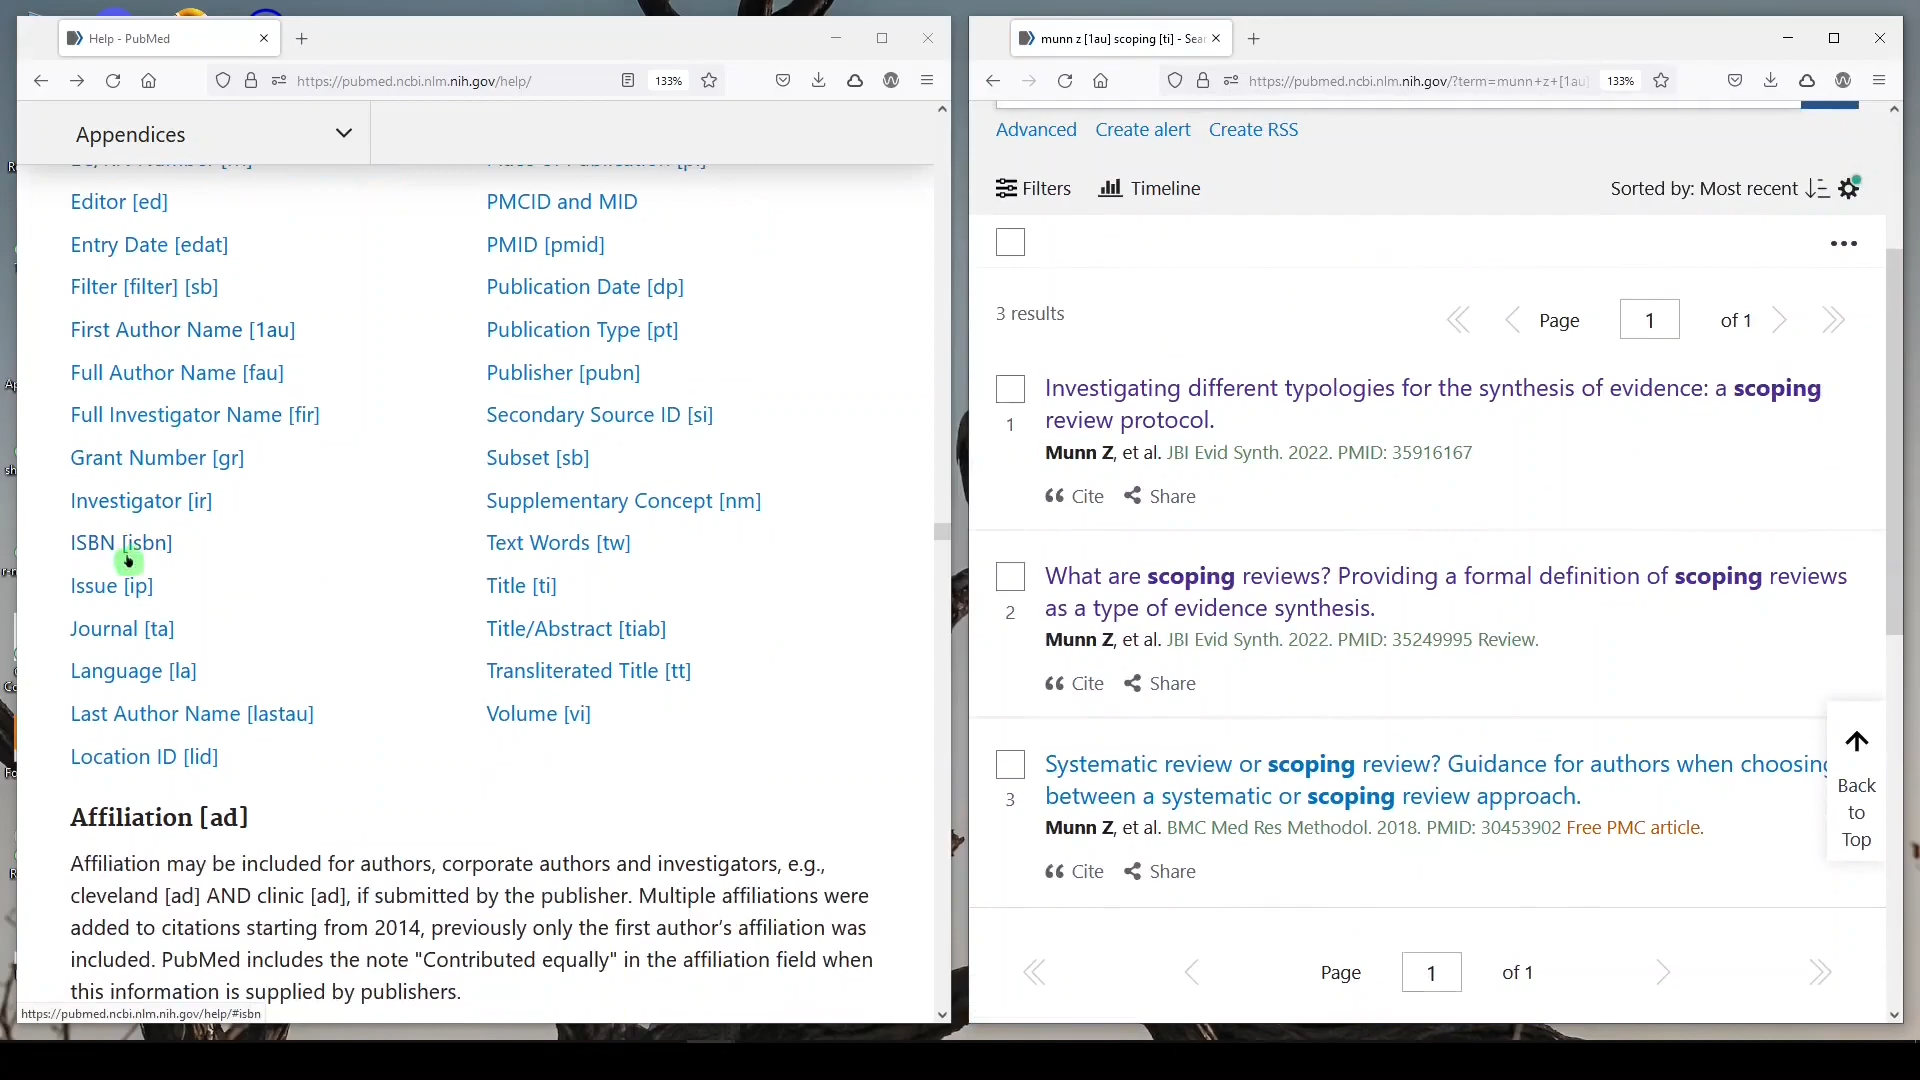 Help - PubMed
https://pubmed.ncbi.nlm.nih.gov/help/
133%
Appendices
Editor [ed]
Entry Date [edat]
Filter [filter] [sb]
First Author Name [1au]
Full Author Name [fau]
Full Investigator Name [fir]
Grant Number [gr]
Investigator [ir]
ISBN [isbn]
Issue [ip]
Journal [ta]
Language [la]
Last Author Name [lastau]
Location ID [lid]
PMCID and MID
PMID [pmid]
Publication Date [dp]
Publication Type [pt]
Publisher [pubn]
Secondary Source ID [si]
Subset [sb]
Supplementary Concept [nm]
Text Words [tw]
Title [ti]
Title/Abstract [tiab]
Transliterated Title [tt]
Volume [vi]
Affiliation [ad]
Affiliation may be included for authors, corporate authors and investigators, e.g.,
cleveland [ad] AND clinic [ad], if submitted by the publisher. Multiple affiliations were
added to citations starting from 2014, previously only the first author’s affiliation was
included. PubMed includes the note "Contributed equally" in the affiliation field when
this information is supplied by publishers.
https://pubmed.ncbi.nlm.nih.gov/help/#isbn
munn z [1au] scoping [ti] - Sea
https://pubmed.ncbi.nlm.nih.gov/?term=munn+z+[1au]
133%
Advanced Create alert Create RSS
Filters Timeline Sorted by: Most recent
3 results
Page 1 of 1
1
Investigating different typologies for the synthesis of evidence: a scoping
review protocol.
Munn Z, et al. JBI Evid Synth. 2022. PMID: 35916167
Cite Share
2
What are scoping reviews? Providing a formal definition of scoping reviews
as a type of evidence synthesis.
Munn Z, et al. JBI Evid Synth. 2022. PMID: 35249995 Review.
Cite Share
3
Systematic review or scoping review? Guidance for authors when choosing
between a systematic or scoping review approach.
Munn Z, et al. BMC Med Res Methodol. 2018. PMID: 30453902 Free PMC article.
Cite Share
Back
to
Top
Page 1 of 1